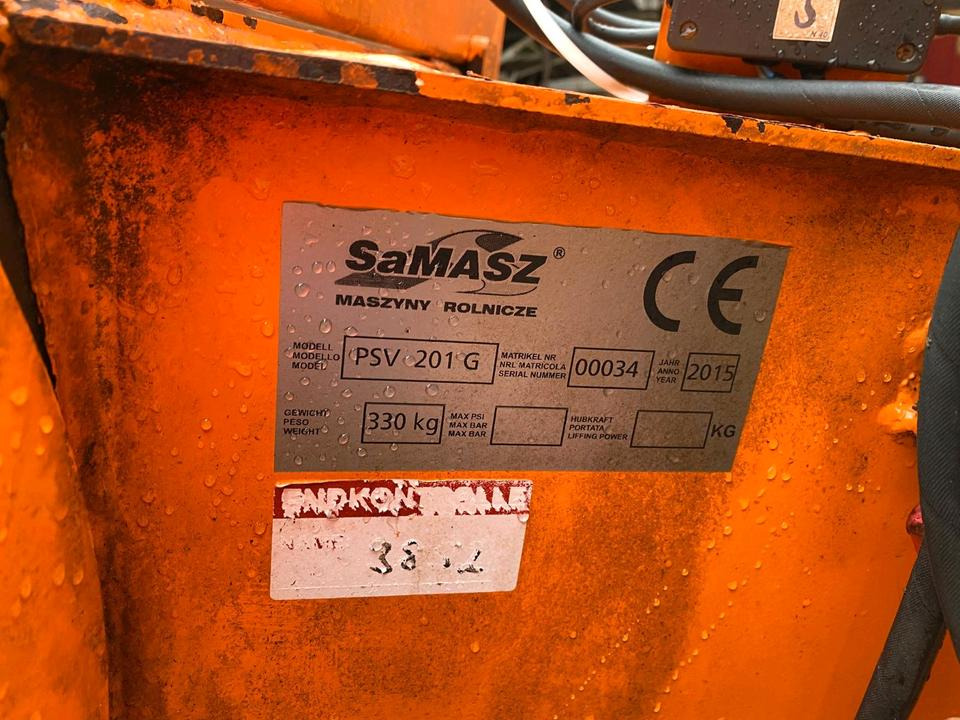 SaMASZ®
MASZYNY ROLNICZE
CE
MODELL
MODELLO
MODEL
PSV 201 G
MATRIKEL NR
NRL MATRICOLA
SERIAL NUMMER
00034
JAHR
ANNO
YEAR
2015
GEWICHT
PESO
WEIGHT
330 kg
MAX PSI
MAX BAR
MAX BAR
HUBKRAFT
PORTATA
LIFFING POWER
KG
ENDKONTROLLE
38